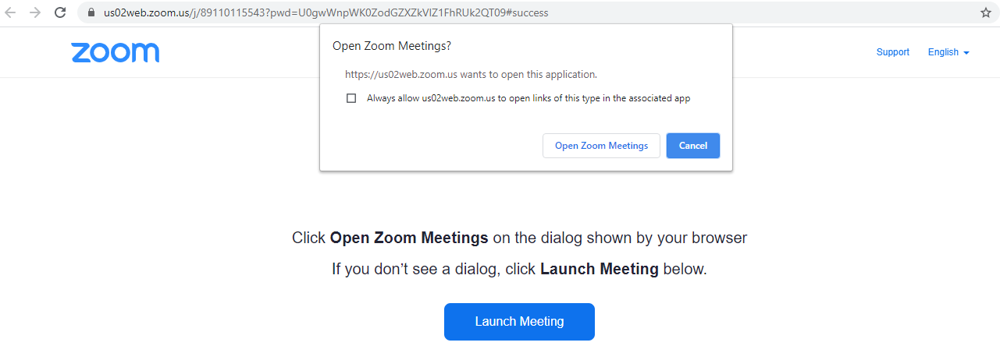 us02web.zoom.us/j/89110115543?pwd=U0gwWnpWK0ZodGZXZkVIZ1FhRUk2QT09#success
zoom
Support English
Open Zoom Meetings?
https://us02web.zoom.us wants to open this application.
Always allow us02web.zoom.us to open links of this type in the associated app
Open Zoom Meetings Cancel
Click Open Zoom Meetings on the dialog shown by your browser
If you don’t see a dialog, click Launch Meeting below.
Launch Meeting